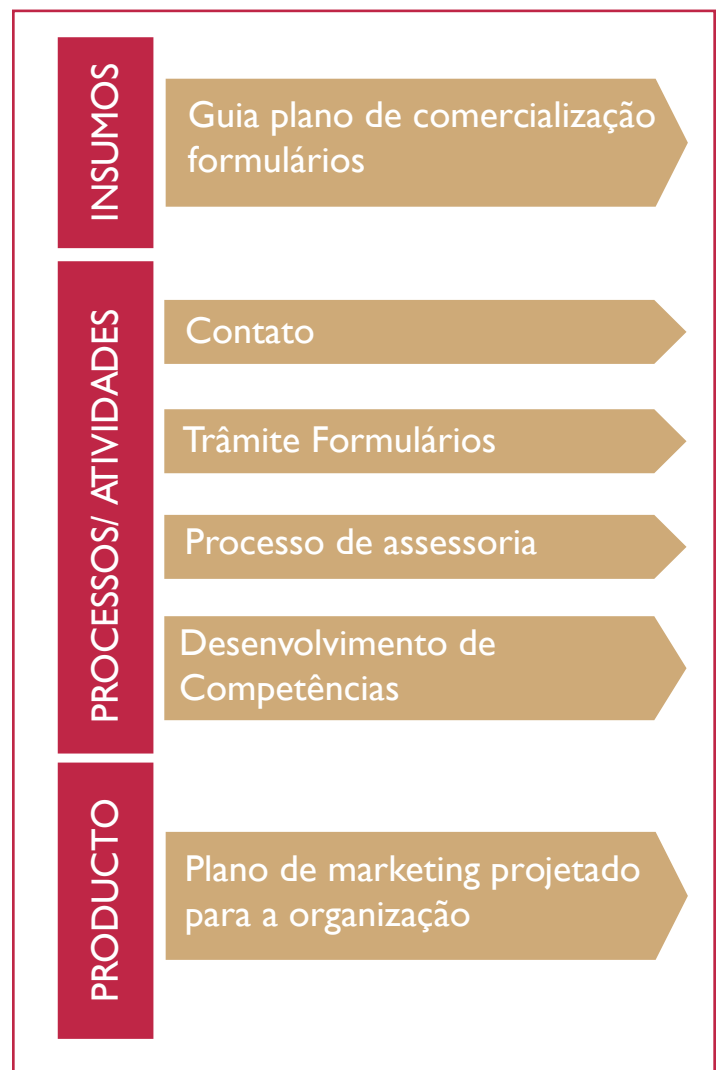 INSUMOS
Guia plano de comercialização
formulários
PROCESSOS/ ATIVIDADES
Contato
Trâmite Formulários
Processo de assessoria
Desenvolvimento de
Competências
PRODUCTO
Plano de marketing projetado
para a organização